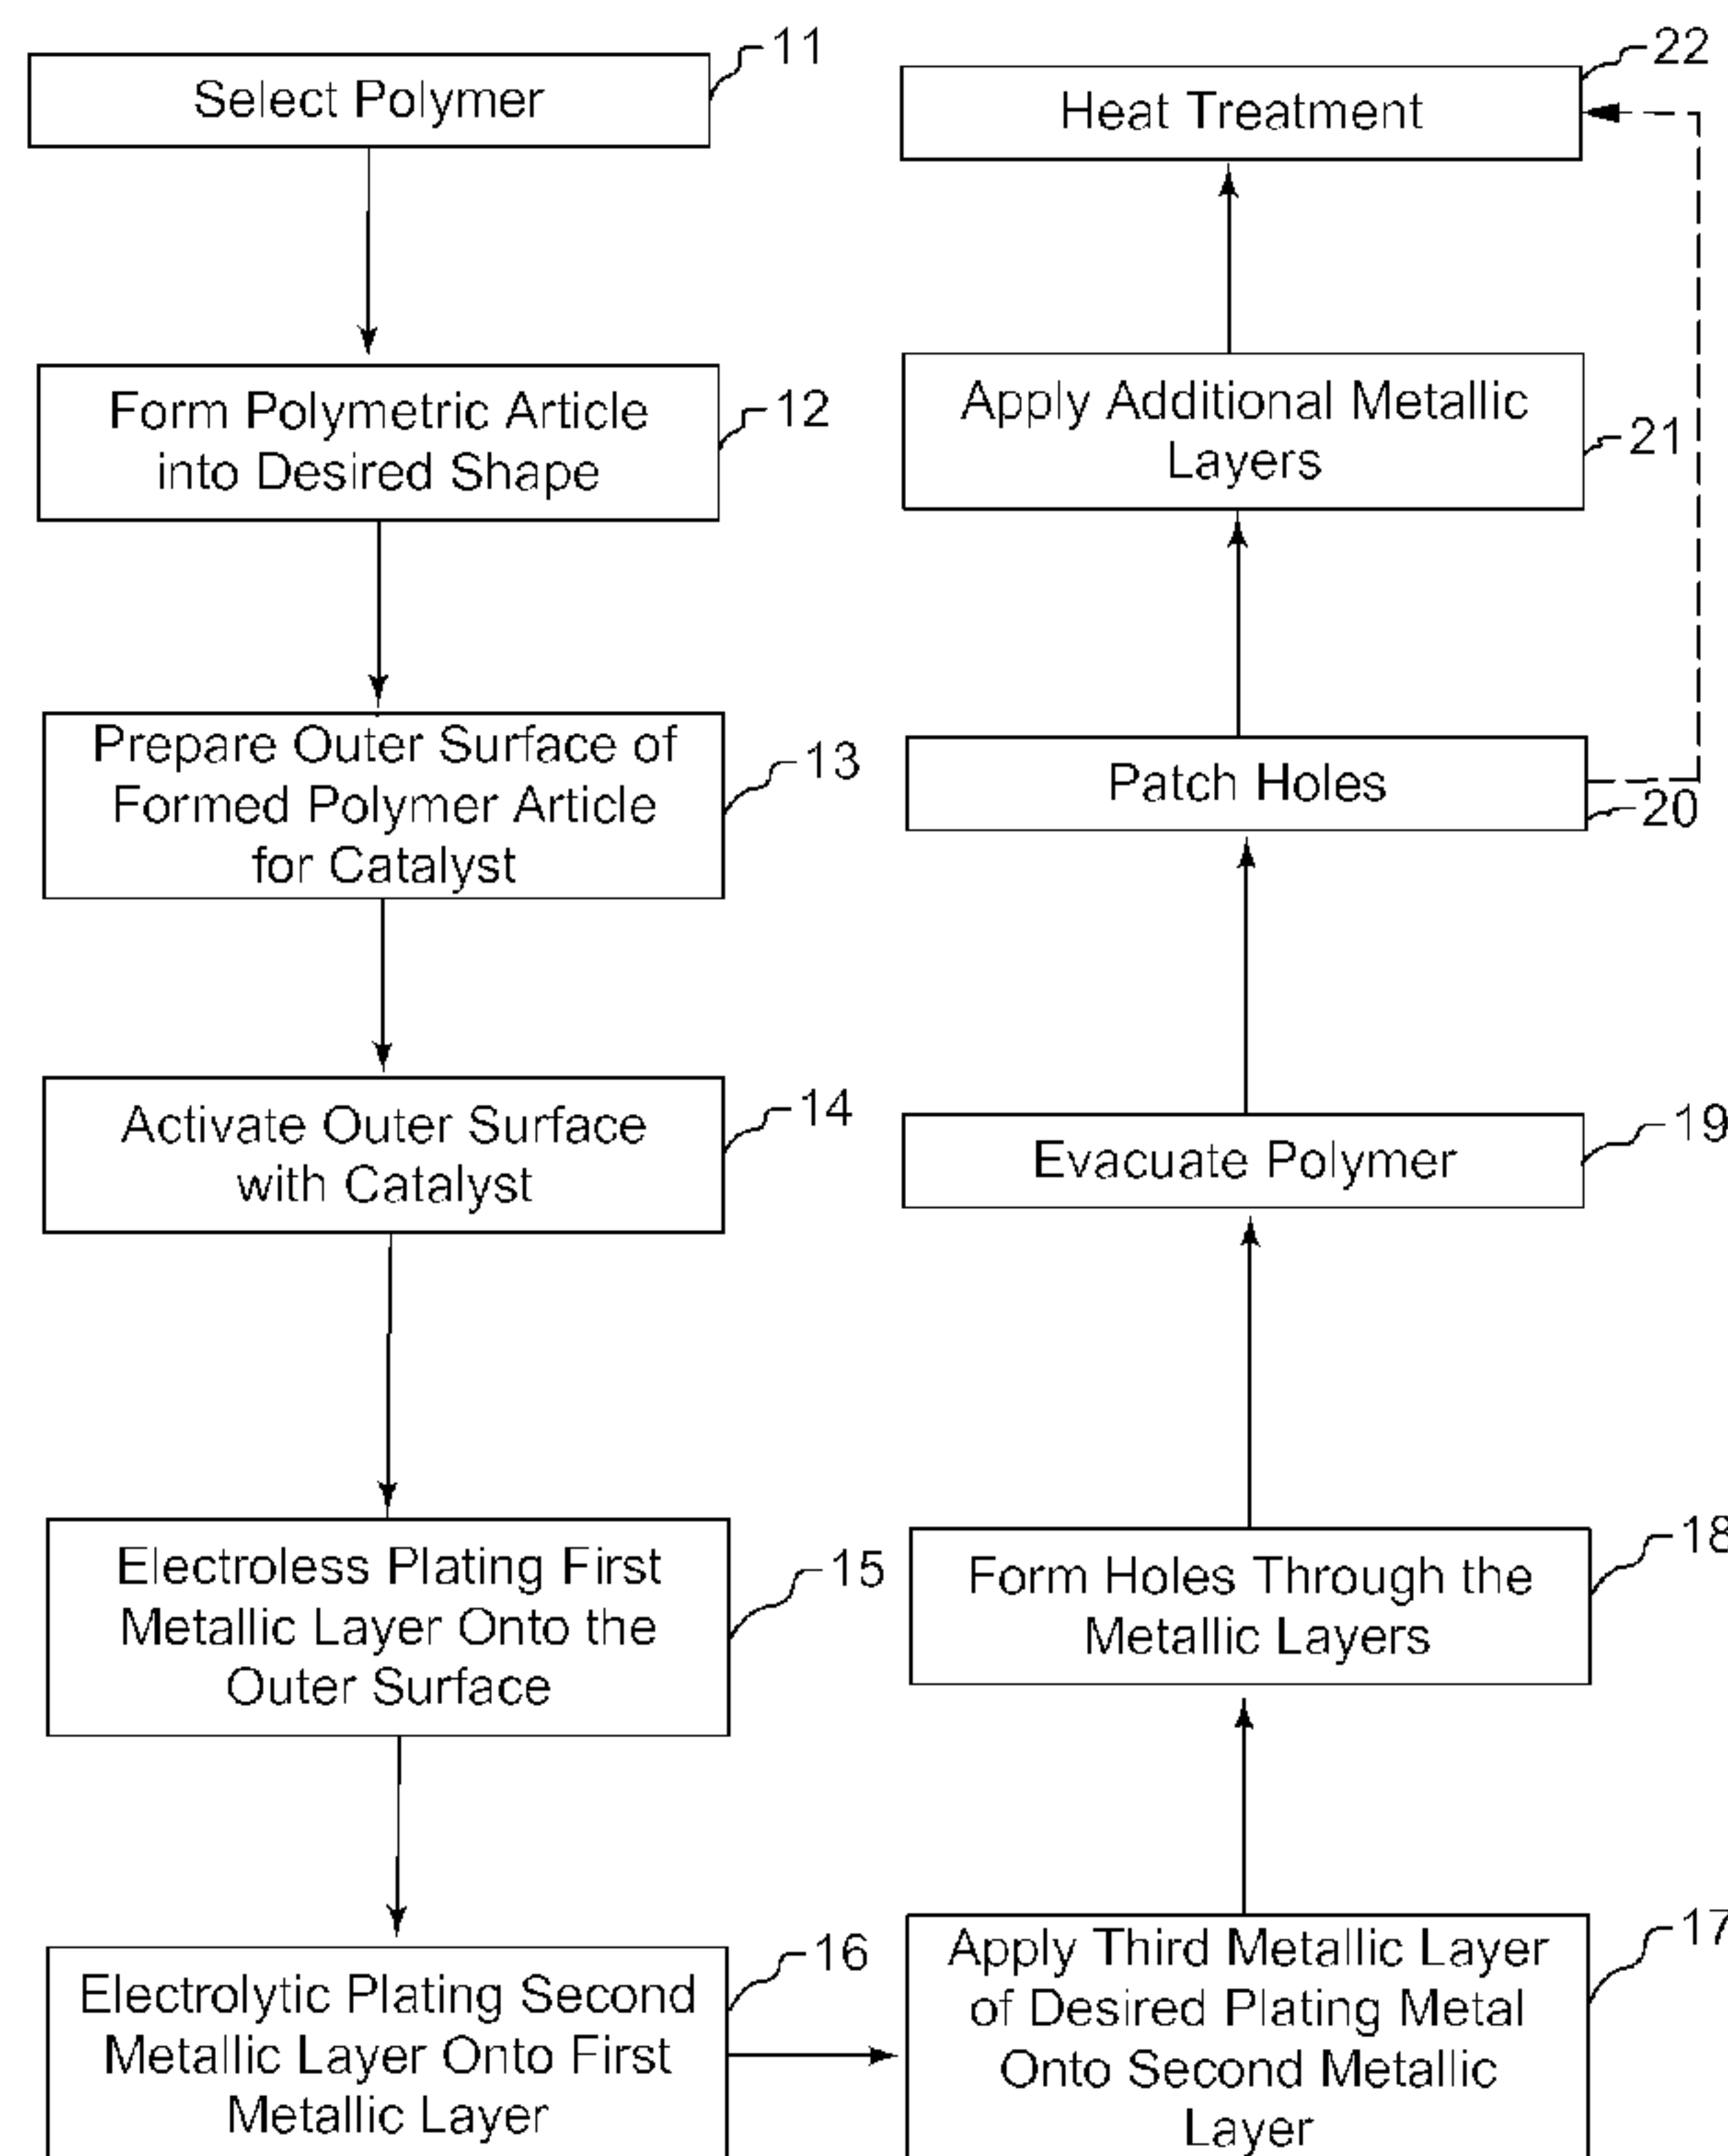 Select Polymer
11
Form Polymetric Article
into Desired Shape
12
Prepare Outer Surface of
Formed Polymer Article
for Catalyst
13
Activate Outer Surface
with Catalyst
14
Electroless Plating First
Metallic Layer Onto the
Outer Surface
15
Electrolytic Plating Second
Metallic Layer Onto First
Metallic Layer
16
Apply Third Metallic Layer
of Desired Plating Metal
Onto Second Metallic
Layer
17
Form Holes Through the
Metallic Layers
18
Evacuate Polymer
19
Patch Holes
20
Apply Additional Metallic
Layers
21
Heat Treatment
22